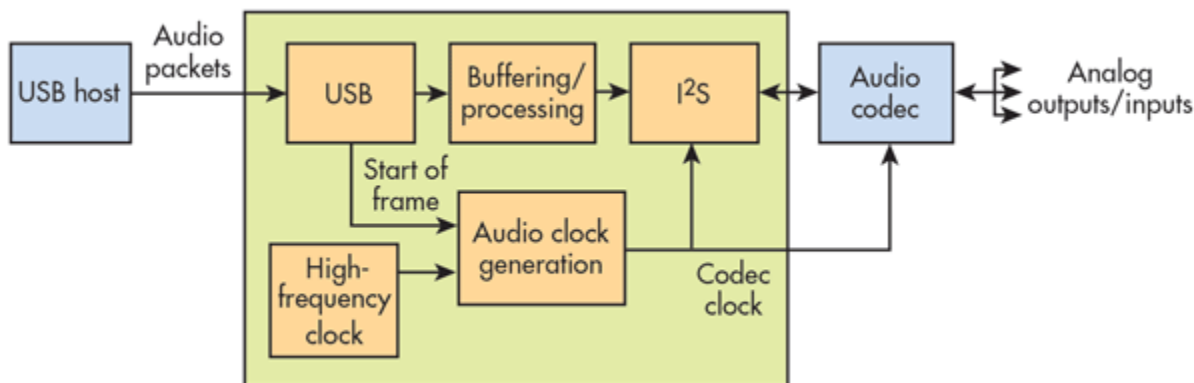 Audio
packets
USB host
USB
Buffering/
processing
I²S
Audio
codec
Analog
outputs/inputs
Start of
frame
Audio clock
generation
High-
frequency
clock
Codec
clock